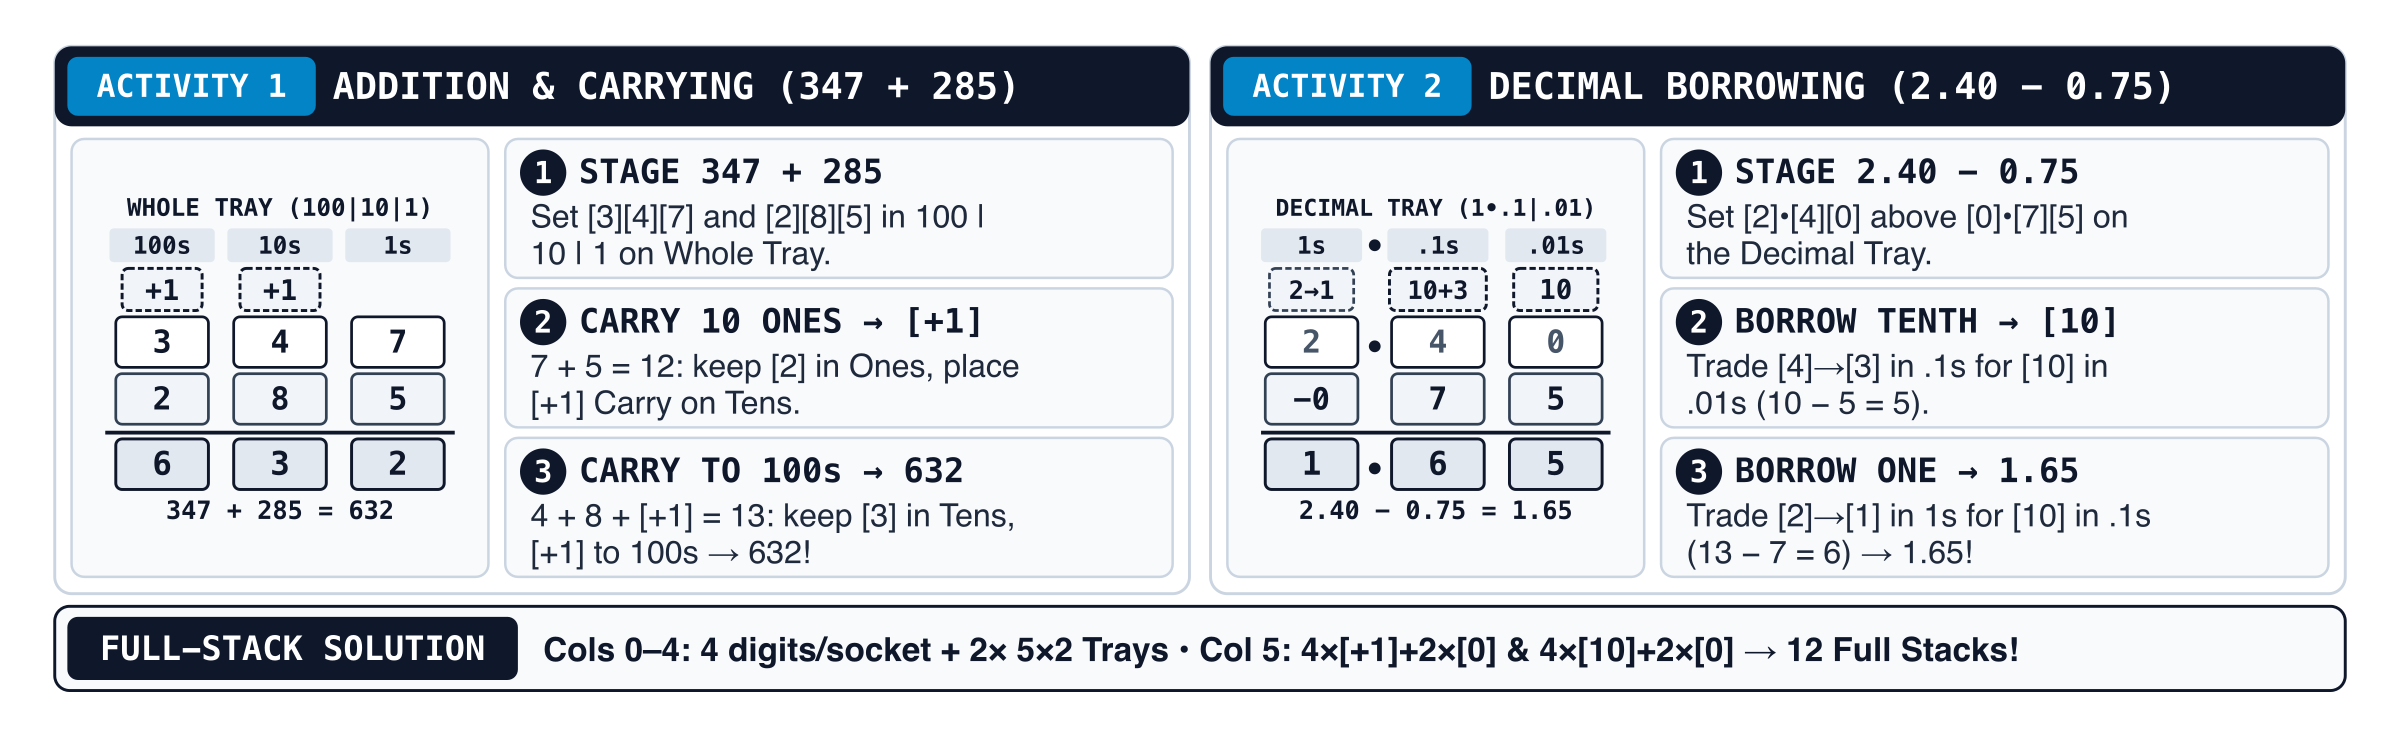 ACTIVITY 1 ADDITION & CARRYING (347 + 285)
WHOLE TRAY (100|10|1)
100s 10s 1s
+1 +1
3 4 7
2 8 5
6 3 2
347 + 285 = 632
1 STAGE 347 + 285
Set [3][4][7] and [2][8][5] in 100 |
10 | 1 on Whole Tray.
2 CARRY 10 ONES → [+1]
7 + 5 = 12: keep [2] in Ones, place
[+1] Carry on Tens.
3 CARRY TO 100s → 632
4 + 8 + [+1] = 13: keep [3] in Tens,
[+1] to 100s → 632!
ACTIVITY 2 DECIMAL BORROWING (2.40 − 0.75)
DECIMAL TRAY (1•.1|.01)
1s • .1s .01s
2→1 10+3 10
2 • 4 0
−0 7 5
1 • 6 5
2.40 − 0.75 = 1.65
1 STAGE 2.40 − 0.75
Set [2]•[4][0] above [0]•[7][5] on
the Decimal Tray.
2 BORROW TENTH → [10]
Trade [4]→[3] in .1s for [10] in
.01s (10 − 5 = 5).
3 BORROW ONE → 1.65
Trade [2]→[1] in 1s for [10] in .1s
(13 − 7 = 6) → 1.65!
FULL−STACK SOLUTION Cols 0–4: 4 digits/socket + 2× 5×2 Trays • Col 5: 4×[+1]+2×[0] & 4×[10]+2×[0] → 12 Full Stacks!